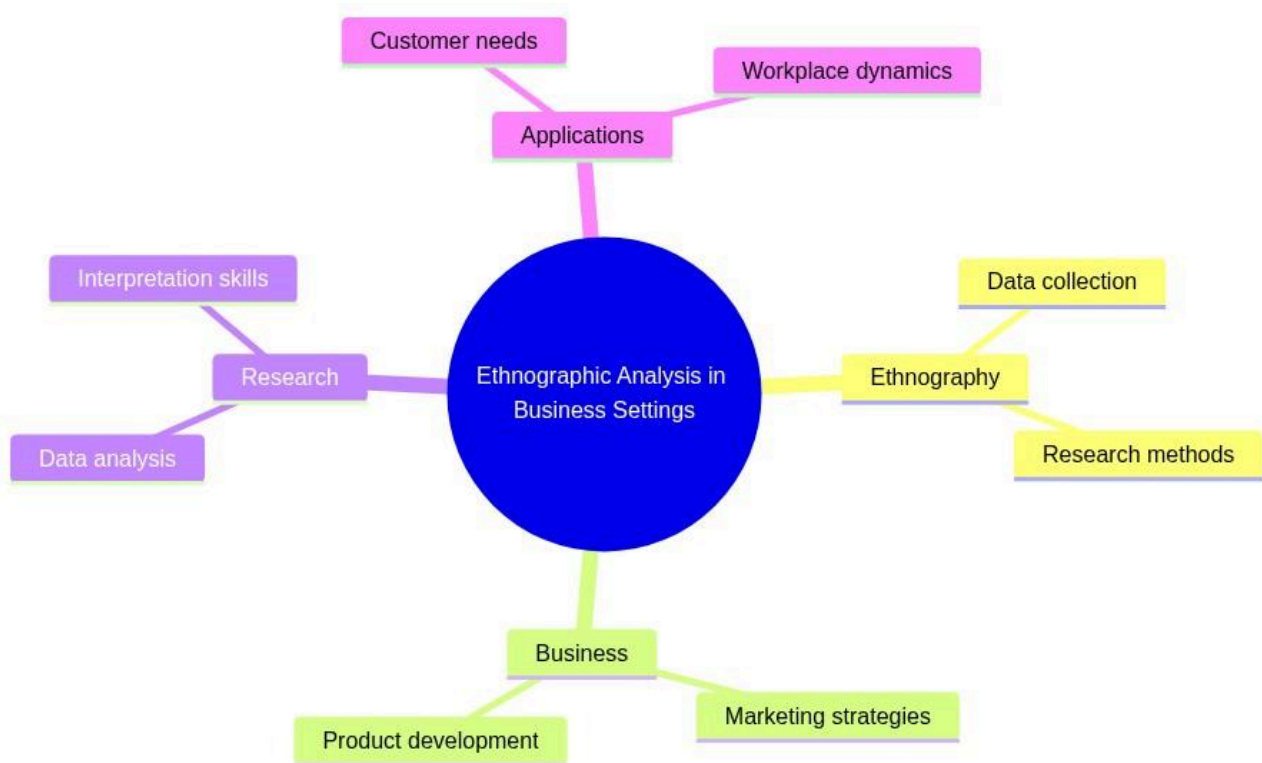 Customer needs
Workplace dynamics
Applications
Interpretation skills
Data collection
Research
Ethnographic Analysis in
Business Settings
Ethnography
Data analysis
Research methods
Business
Marketing strategies
Product development